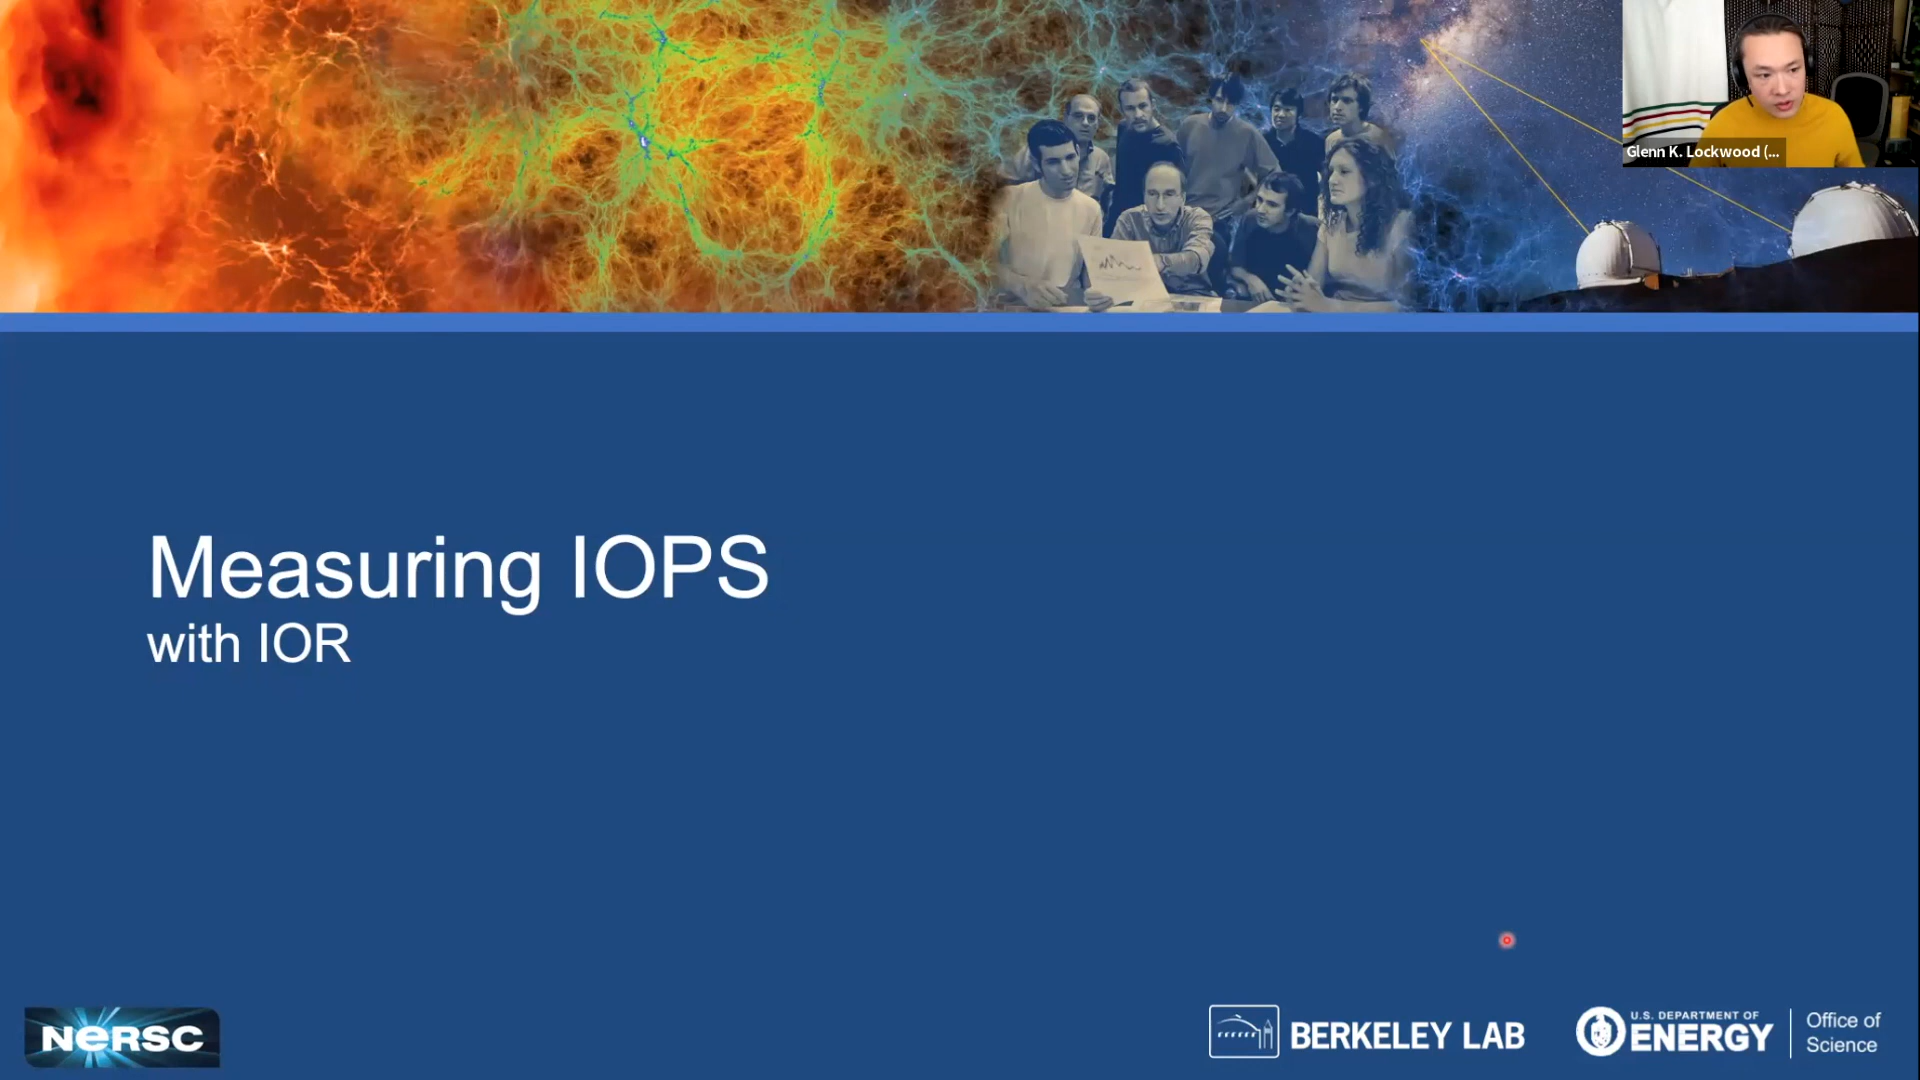 Glenn K. Lockwood (...
Measuring IOPS
with IOR
NERSC
BERKELEY LAB
U.S. DEPARTMENT OF
ENERGY
Office of
Science